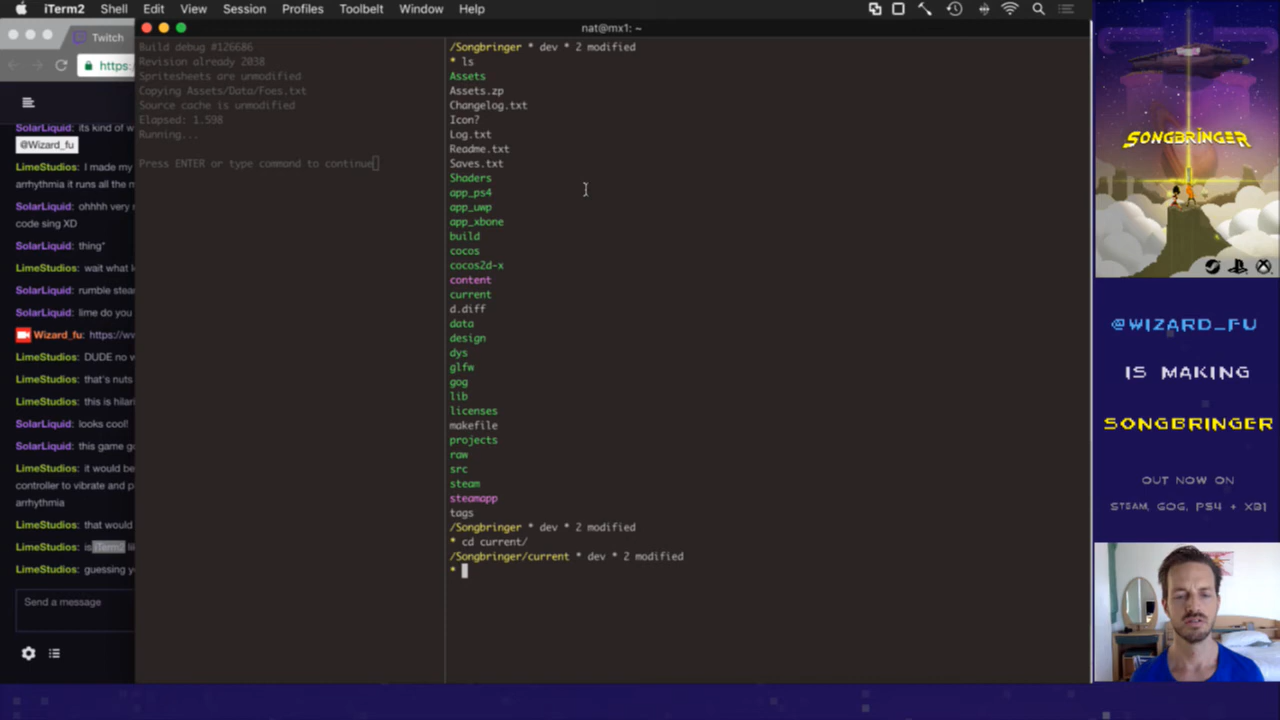 iTerm2 Shell Edit View Session Profiles Toolbelt Window Help
nat@mx1: ~
Twitch
https:
SolarLiquid: its kind of w
@Wizard_fu
LimeStudios: I made my
arrhythmia it runs all the m
SolarLiquid: ohhhh very
code sing XD
SolarLiquid: thing"
LimeStudios: wait what
SolarLiquid: rumble stea
SolarLiquid: lime do you
Wizard_fu: https://w
LimeStudios: DUDE no w
LimeStudios: that's nuts
LimeStudios: this is hilar
SolarLiquid: looks cool!
SolarLiquid: this game g
LimeStudios: it would be
controller to vibrate and p
arrhythmia
LimeStudios: that would
LimeStudios: is iTerm2 li
LimeStudios: guessing y
Send a message
Build debug #126686
Revision already 2038
Spritesheets are unmodified
Copying Assets/Data/Foes.txt
Source cache is unmodified
Elapsed: 1.598
Running...
Press ENTER or type command to continue
/Songbringer * dev * 2 modified
* ls
Assets
Assets.zp
Changelog.txt
Icon?
Log.txt
Readme.txt
Saves.txt
Shaders
app_ps4
app_uwp
app_xbone
build
cocos
cocos2d-x
content
current
d.diff
data
design
dys
glfw
gog
lib
licenses
makefile
projects
raw
src
steam
steamapp
tags
/Songbringer * dev * 2 modified
* cd current/
/Songbringer/current * dev * 2 modified
*
SONGBRINGER
@WIZARD_FU
IS MAKING
SONGBRINGER
OUT NOW ON
STEAM, GOG, PS4 + XB1